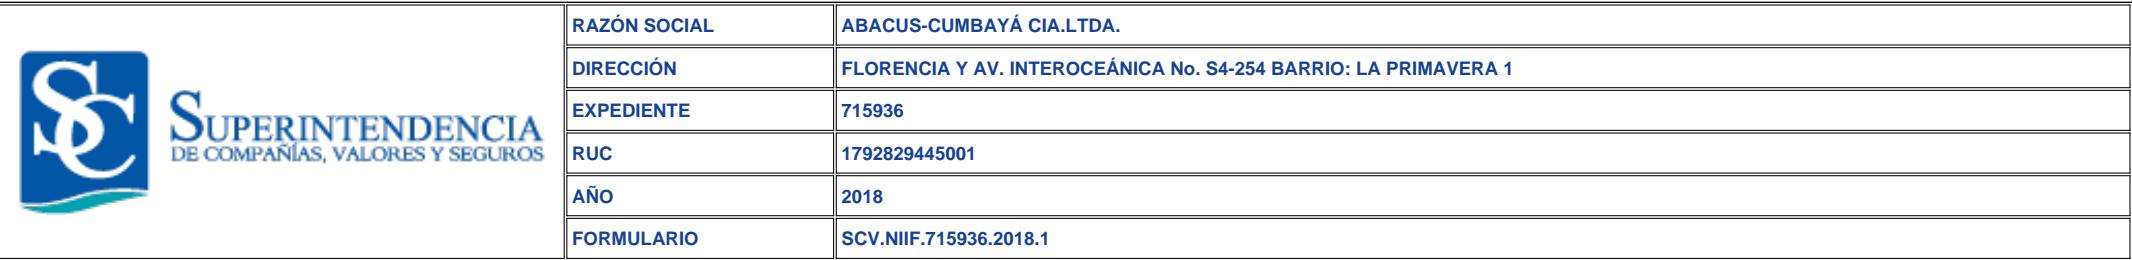 SC
SUPERINTENDENCIA
DE COMPAÑÍAS, VALORES Y SEGUROS
RAZÓN SOCIAL ABACUS-CUMBAYÁ CIA.LTDA.
DIRECCIÓN FLORENCIA Y AV. INTEROCEÁNICA No. S4-254 BARRIO: LA PRIMAVERA 1
EXPEDIENTE 715936
RUC 1792829445001
AÑO 2018
FORMULARIO SCV.NIIF.715936.2018.1